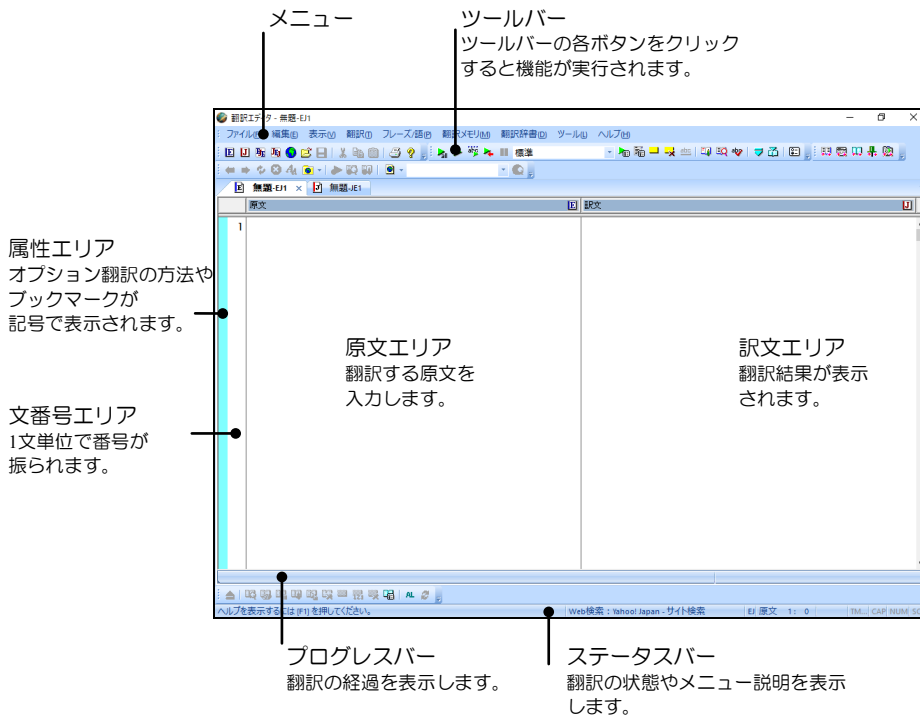 メニュー
ツールバー
ツールバーの各ボタンをクリック
すると機能が実行されます。
翻訳エディタ - 無題-EJ1
ファイル 編集(E) 表示(V) 翻訳(T) フレーズ/語(P) 翻訳メモリ(M) 翻訳辞書(D) ツール(L) ヘルプ(H)
標準
無題-EJ1 × 無題-JE1
原文 E 訳文 J
1
属性エリア
オプション翻訳の方法や
ブックマークが
記号で表示されます。
原文エリア
翻訳する原文を
入力します。
訳文エリア
翻訳結果が表示
されます。
文番号エリア
1文単位で番号が
振られます。
AL
ヘルプを表示するには [F1] を押してください。 Web検索：Yahoo! Japan - サイト検索 EJ 原文 1: 0 TM... CAP NUM SC
プログレスバー
翻訳の経過を表示します。
ステータスバー
翻訳の状態やメニュー説明を表示
します。